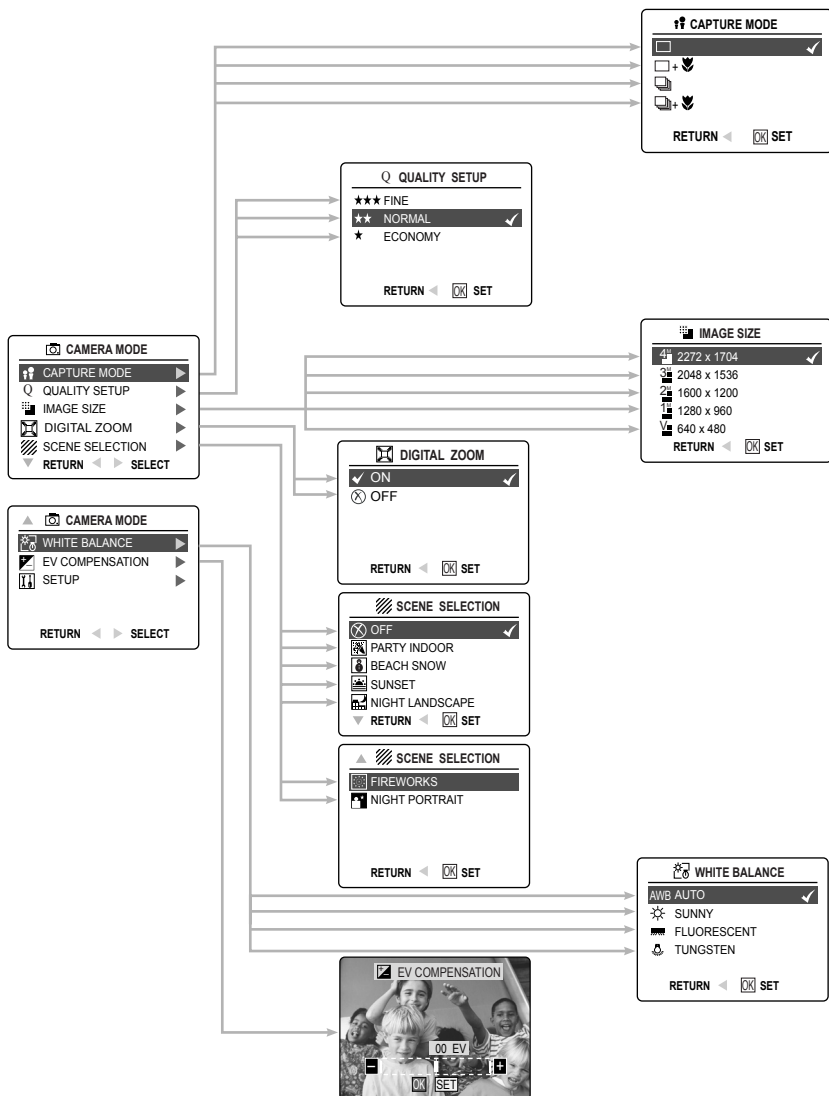 CAPTURE MODE
+
+
RETURN OK SET
Q QUALITY SETUP
★★★ FINE
★★ NORMAL
★ ECONOMY
RETURN OK SET
CAMERA MODE
CAPTURE MODE
Q QUALITY SETUP
IMAGE SIZE
DIGITAL ZOOM
SCENE SELECTION
RETURN SELECT
IMAGE SIZE
4M 2272 x 1704
3M 2048 x 1536
2M 1600 x 1200
1M 1280 x 960
V 640 x 480
RETURN OK SET
DIGITAL ZOOM
ON
OFF
RETURN OK SET
CAMERA MODE
WHITE BALANCE
EV COMPENSATION
SETUP
RETURN SELECT
SCENE SELECTION
OFF
PARTY INDOOR
BEACH SNOW
SUNSET
NIGHT LANDSCAPE
RETURN OK SET
SCENE SELECTION
FIREWORKS
NIGHT PORTRAIT
RETURN OK SET
WHITE BALANCE
AWB AUTO
SUNNY
FLUORESCENT
TUNGSTEN
RETURN OK SET
EV COMPENSATION
00 EV
- +
OK SET